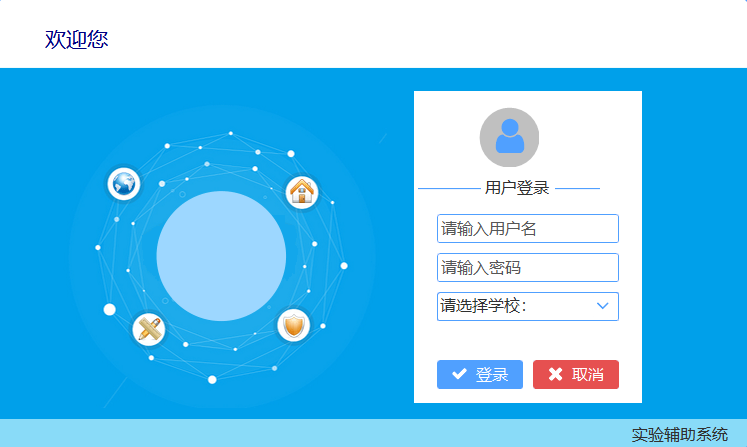 欢迎您
用户登录
请输入用户名
请输入密码
请选择学校：
登录 取消
实验辅助系统